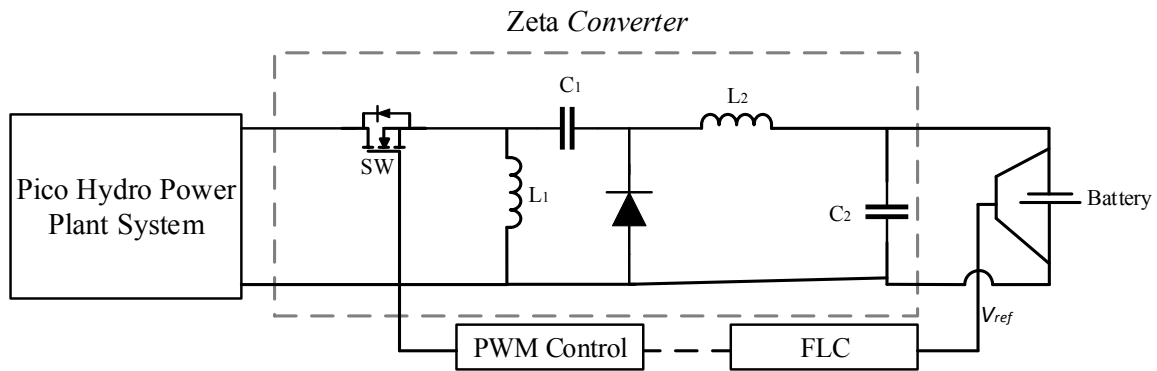 Zeta Converter
C1
L2
SW
L1
Pico Hydro Power
Plant System
C2
Battery
Vref
PWM Control
FLC